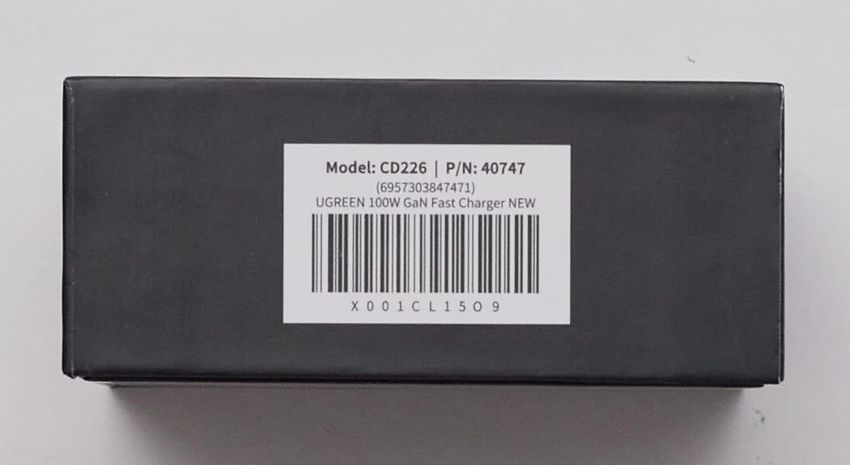 Model: CD226 | P/N: 40747
(6957303847471)
UGREEN 100W GaN Fast Charger NEW
X001CL15O9